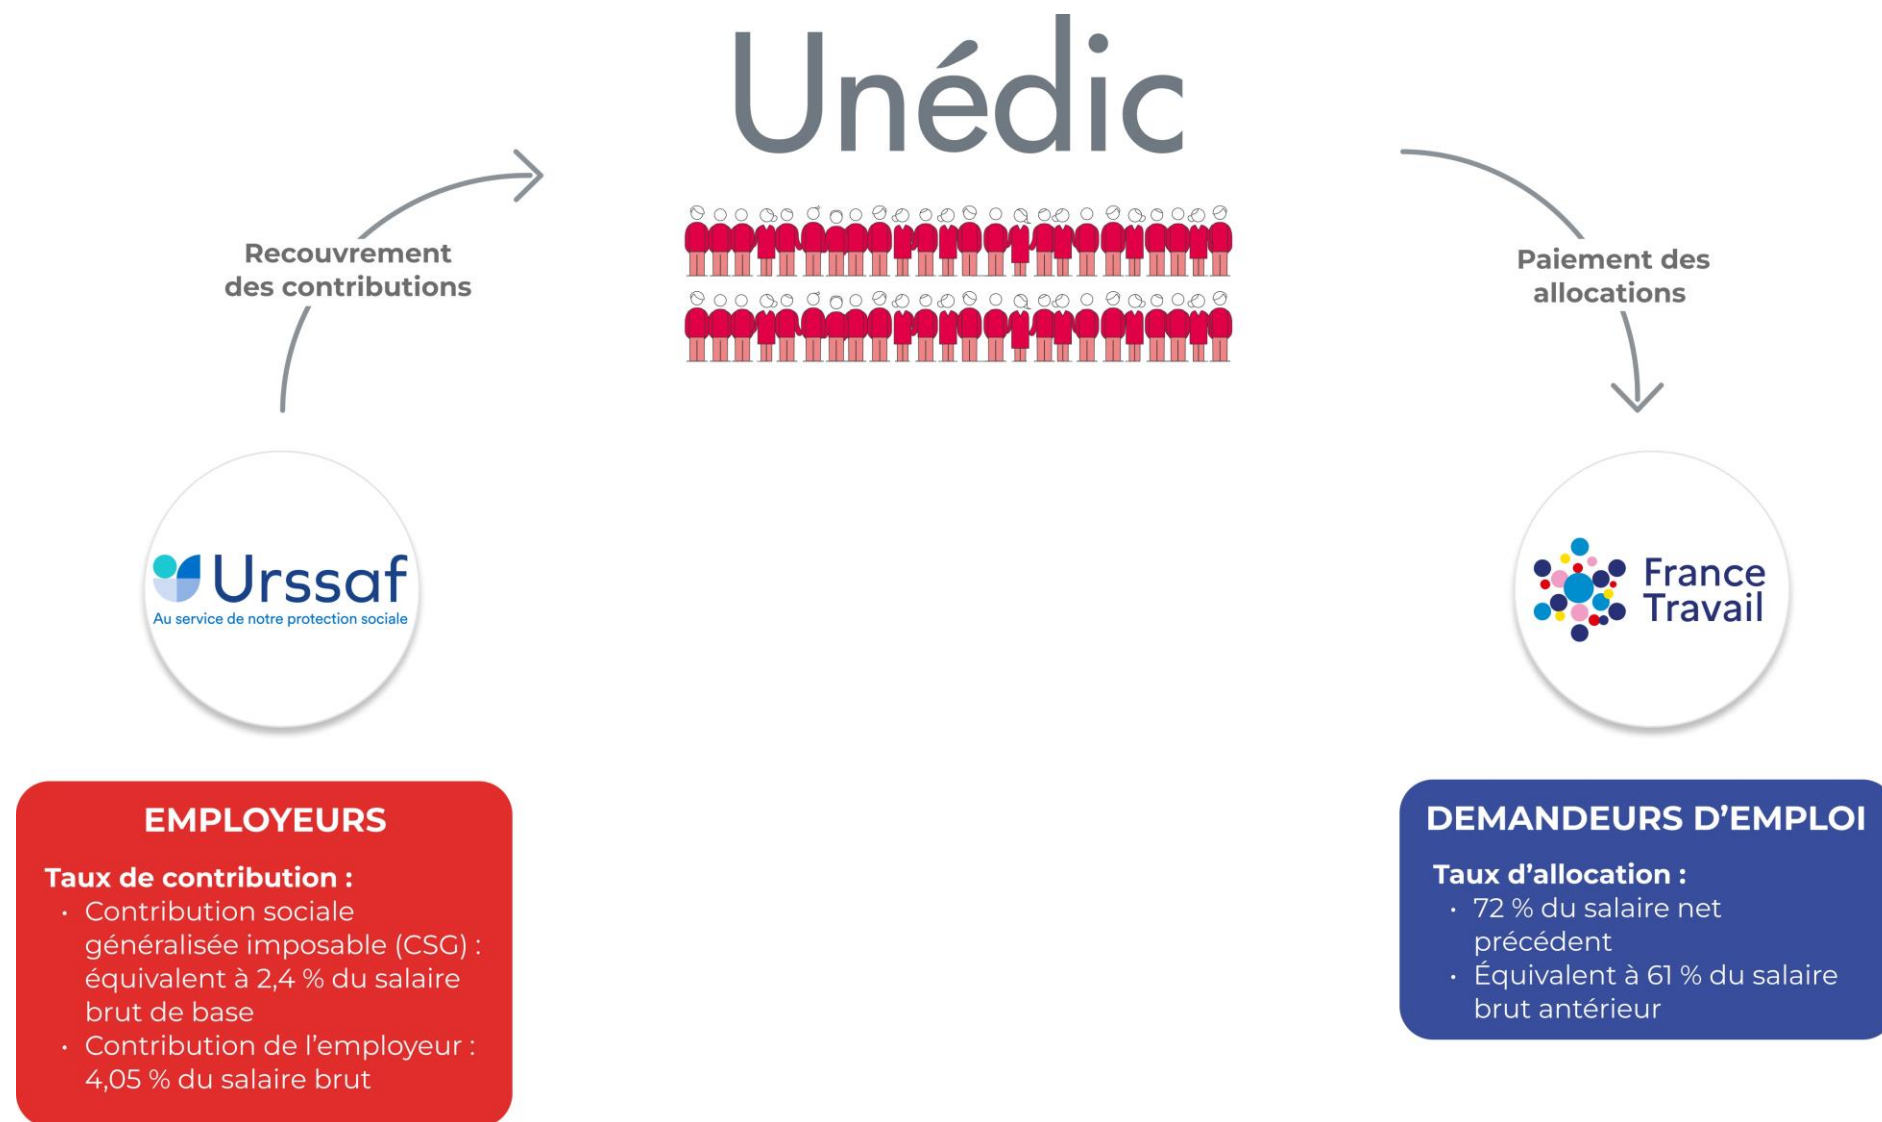 Unédic
Recouvrement
des contributions
Paiement des
allocations
Urssaf
Au service de notre protection sociale
France
Travail
EMPLOYEURS
Taux de contribution :
• Contribution sociale
généralisée imposable (CSG) :
équivalent à 2,4 % du salaire
brut de base
• Contribution de l’employeur :
4,05 % du salaire brut
DEMANDEURS D’EMPLOI
Taux d’allocation :
• 72 % du salaire net
précédent
• Équivalent à 61 % du salaire
brut antérieur